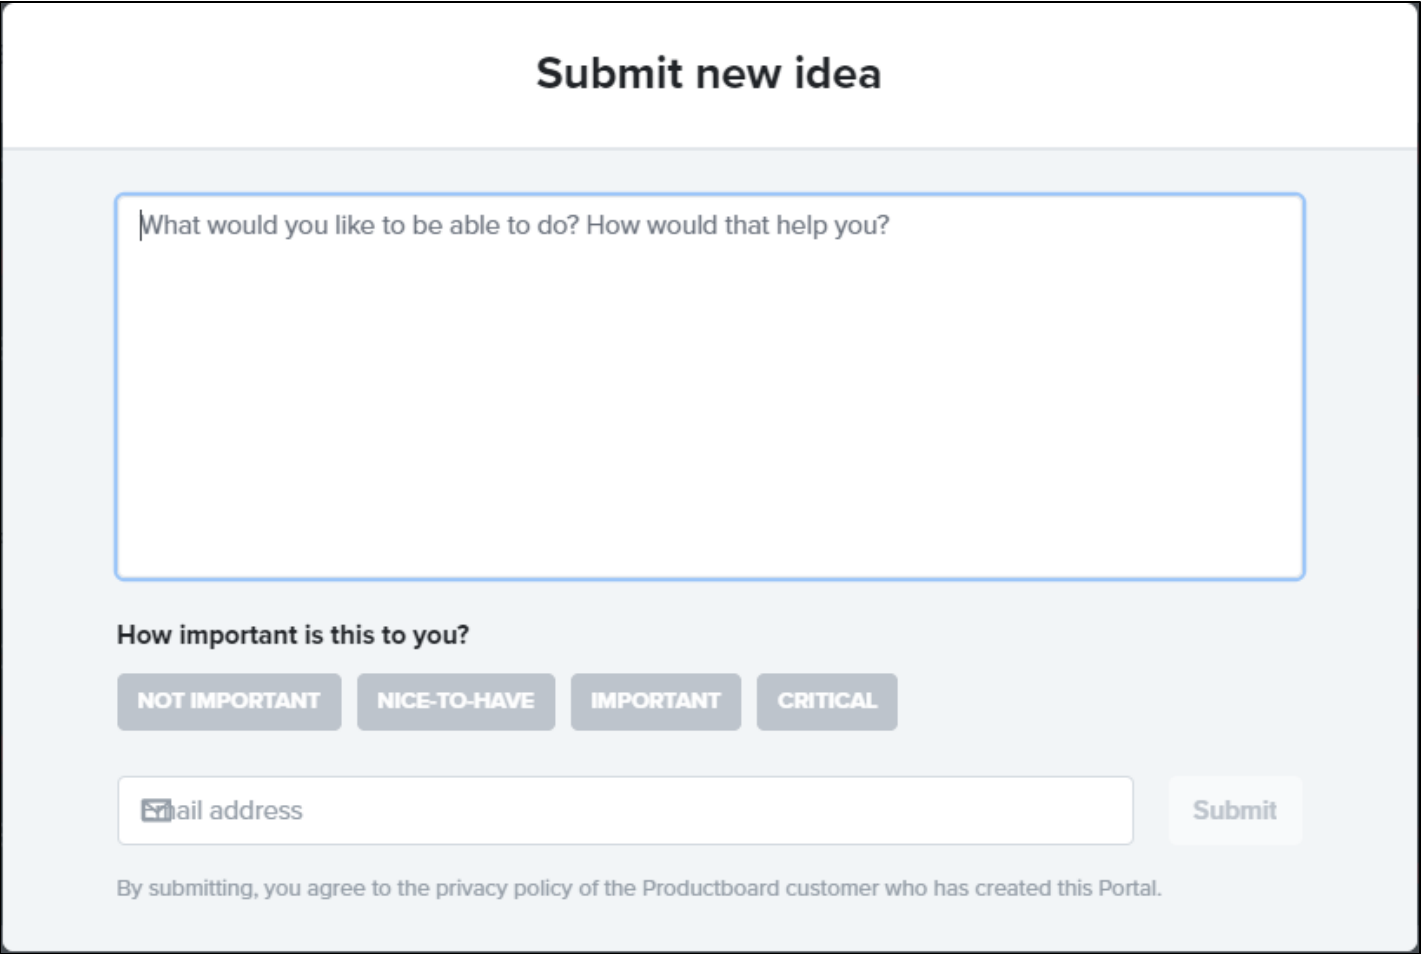 Submit new idea
What would you like to be able to do? How would that help you?
How important is this to you?
NOT IMPORTANT NICE-TO-HAVE IMPORTANT CRITICAL
Email address Submit
By submitting, you agree to the privacy policy of the Productboard customer who has created this Portal.